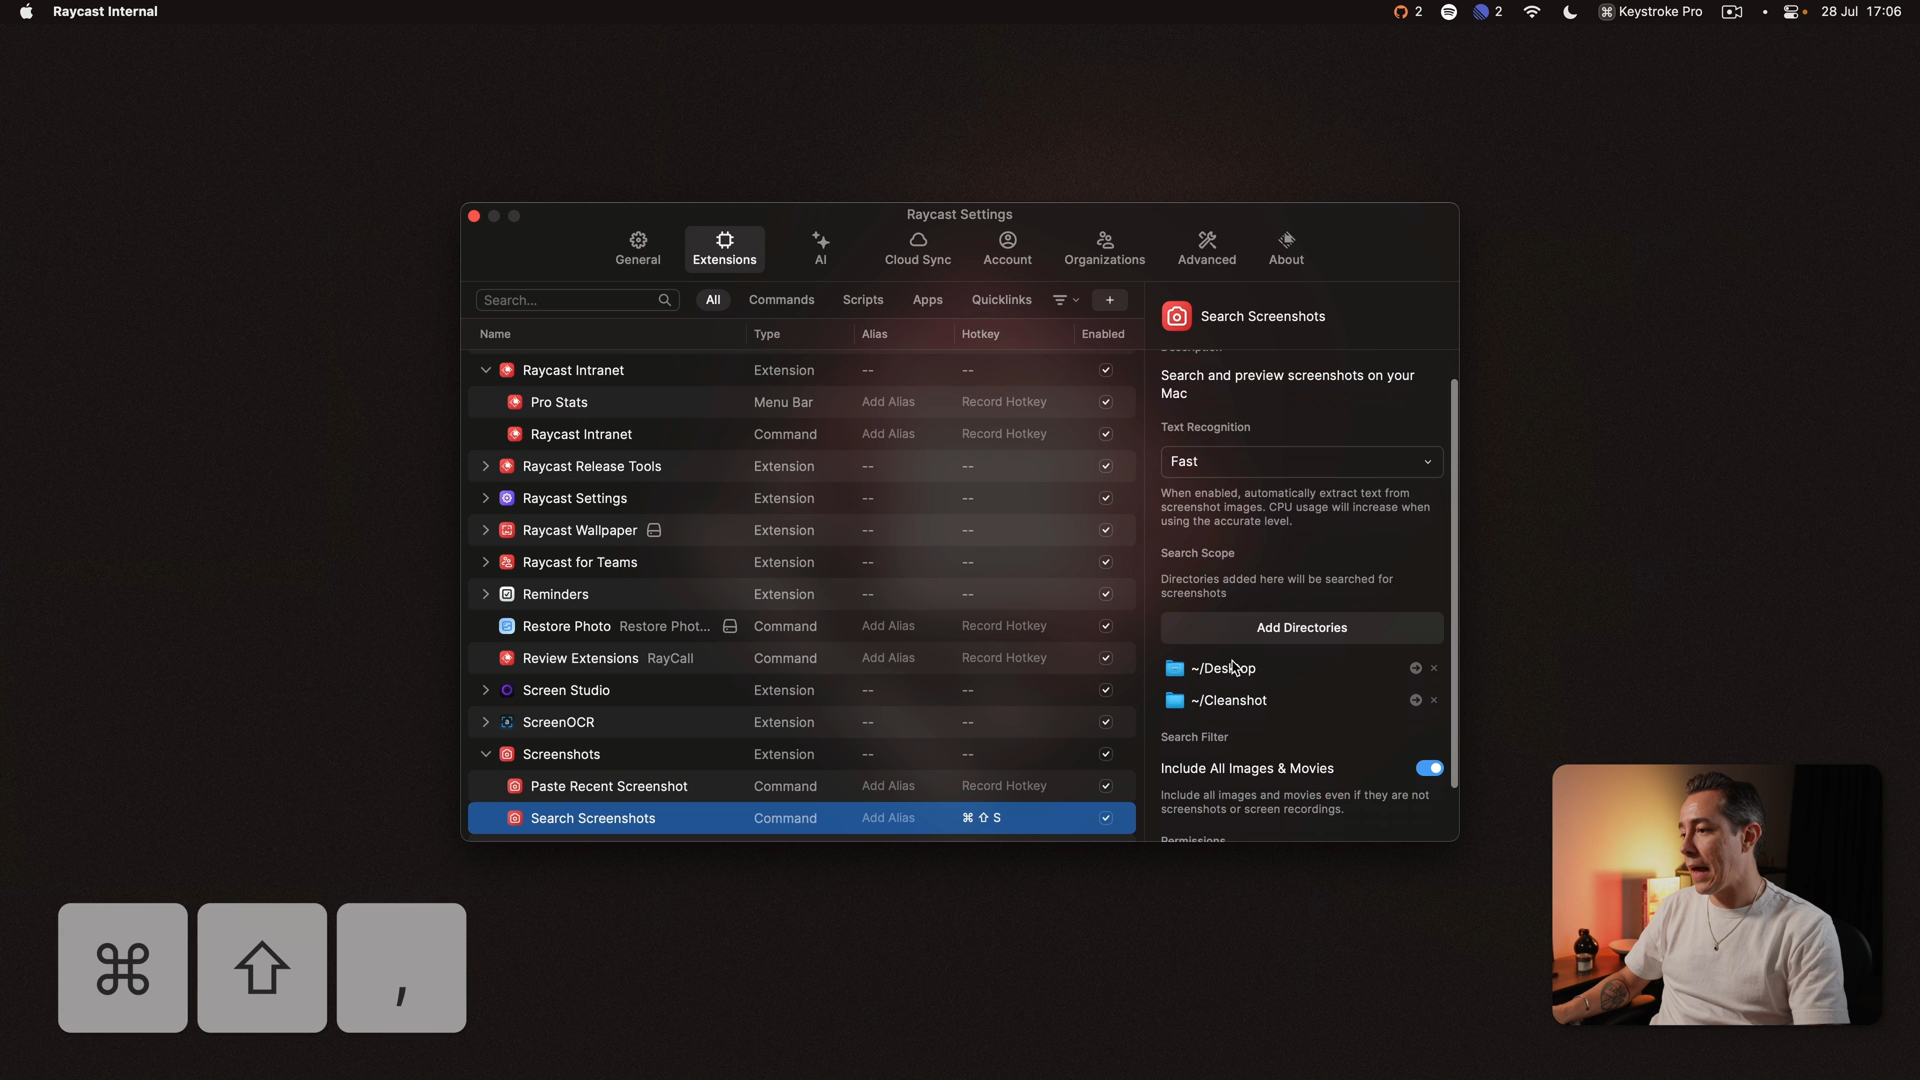 Raycast Internal
2
2
⌘ Keystroke Pro
28 Jul 17:06
Raycast Settings
General
Extensions
AI
Cloud Sync
Account
Organizations
Advanced
About
Search...
All
Commands
Scripts
Apps
Quicklinks
+
Name Type Alias Hotkey Enabled
Raycast Intranet Extension -- --
Pro Stats Menu Bar Add Alias Record Hotkey
Raycast Intranet Command Add Alias Record Hotkey
Raycast Release Tools Extension -- --
Raycast Settings Extension -- --
Raycast Wallpaper Extension -- --
Raycast for Teams Extension -- --
Reminders Extension -- --
Restore Photo Restore Phot... Command Add Alias Record Hotkey
Review Extensions RayCall Command Add Alias Record Hotkey
Screen Studio Extension -- --
ScreenOCR Extension -- --
Screenshots Extension -- --
Paste Recent Screenshot Command Add Alias Record Hotkey
Search Screenshots Command Add Alias ⌘ ⇧ S
Search Screenshots
Description
Search and preview screenshots on your
Mac
Text Recognition
Fast
When enabled, automatically extract text from
screenshot images. CPU usage will increase when
using the accurate level.
Search Scope
Directories added here will be searched for
screenshots
Add Directories
~/Desktop
~/Cleanshot
Search Filter
Include All Images & Movies
Include all images and movies even if they are not
screenshots or screen recordings.
Permissions
⌘ ⇧ ,